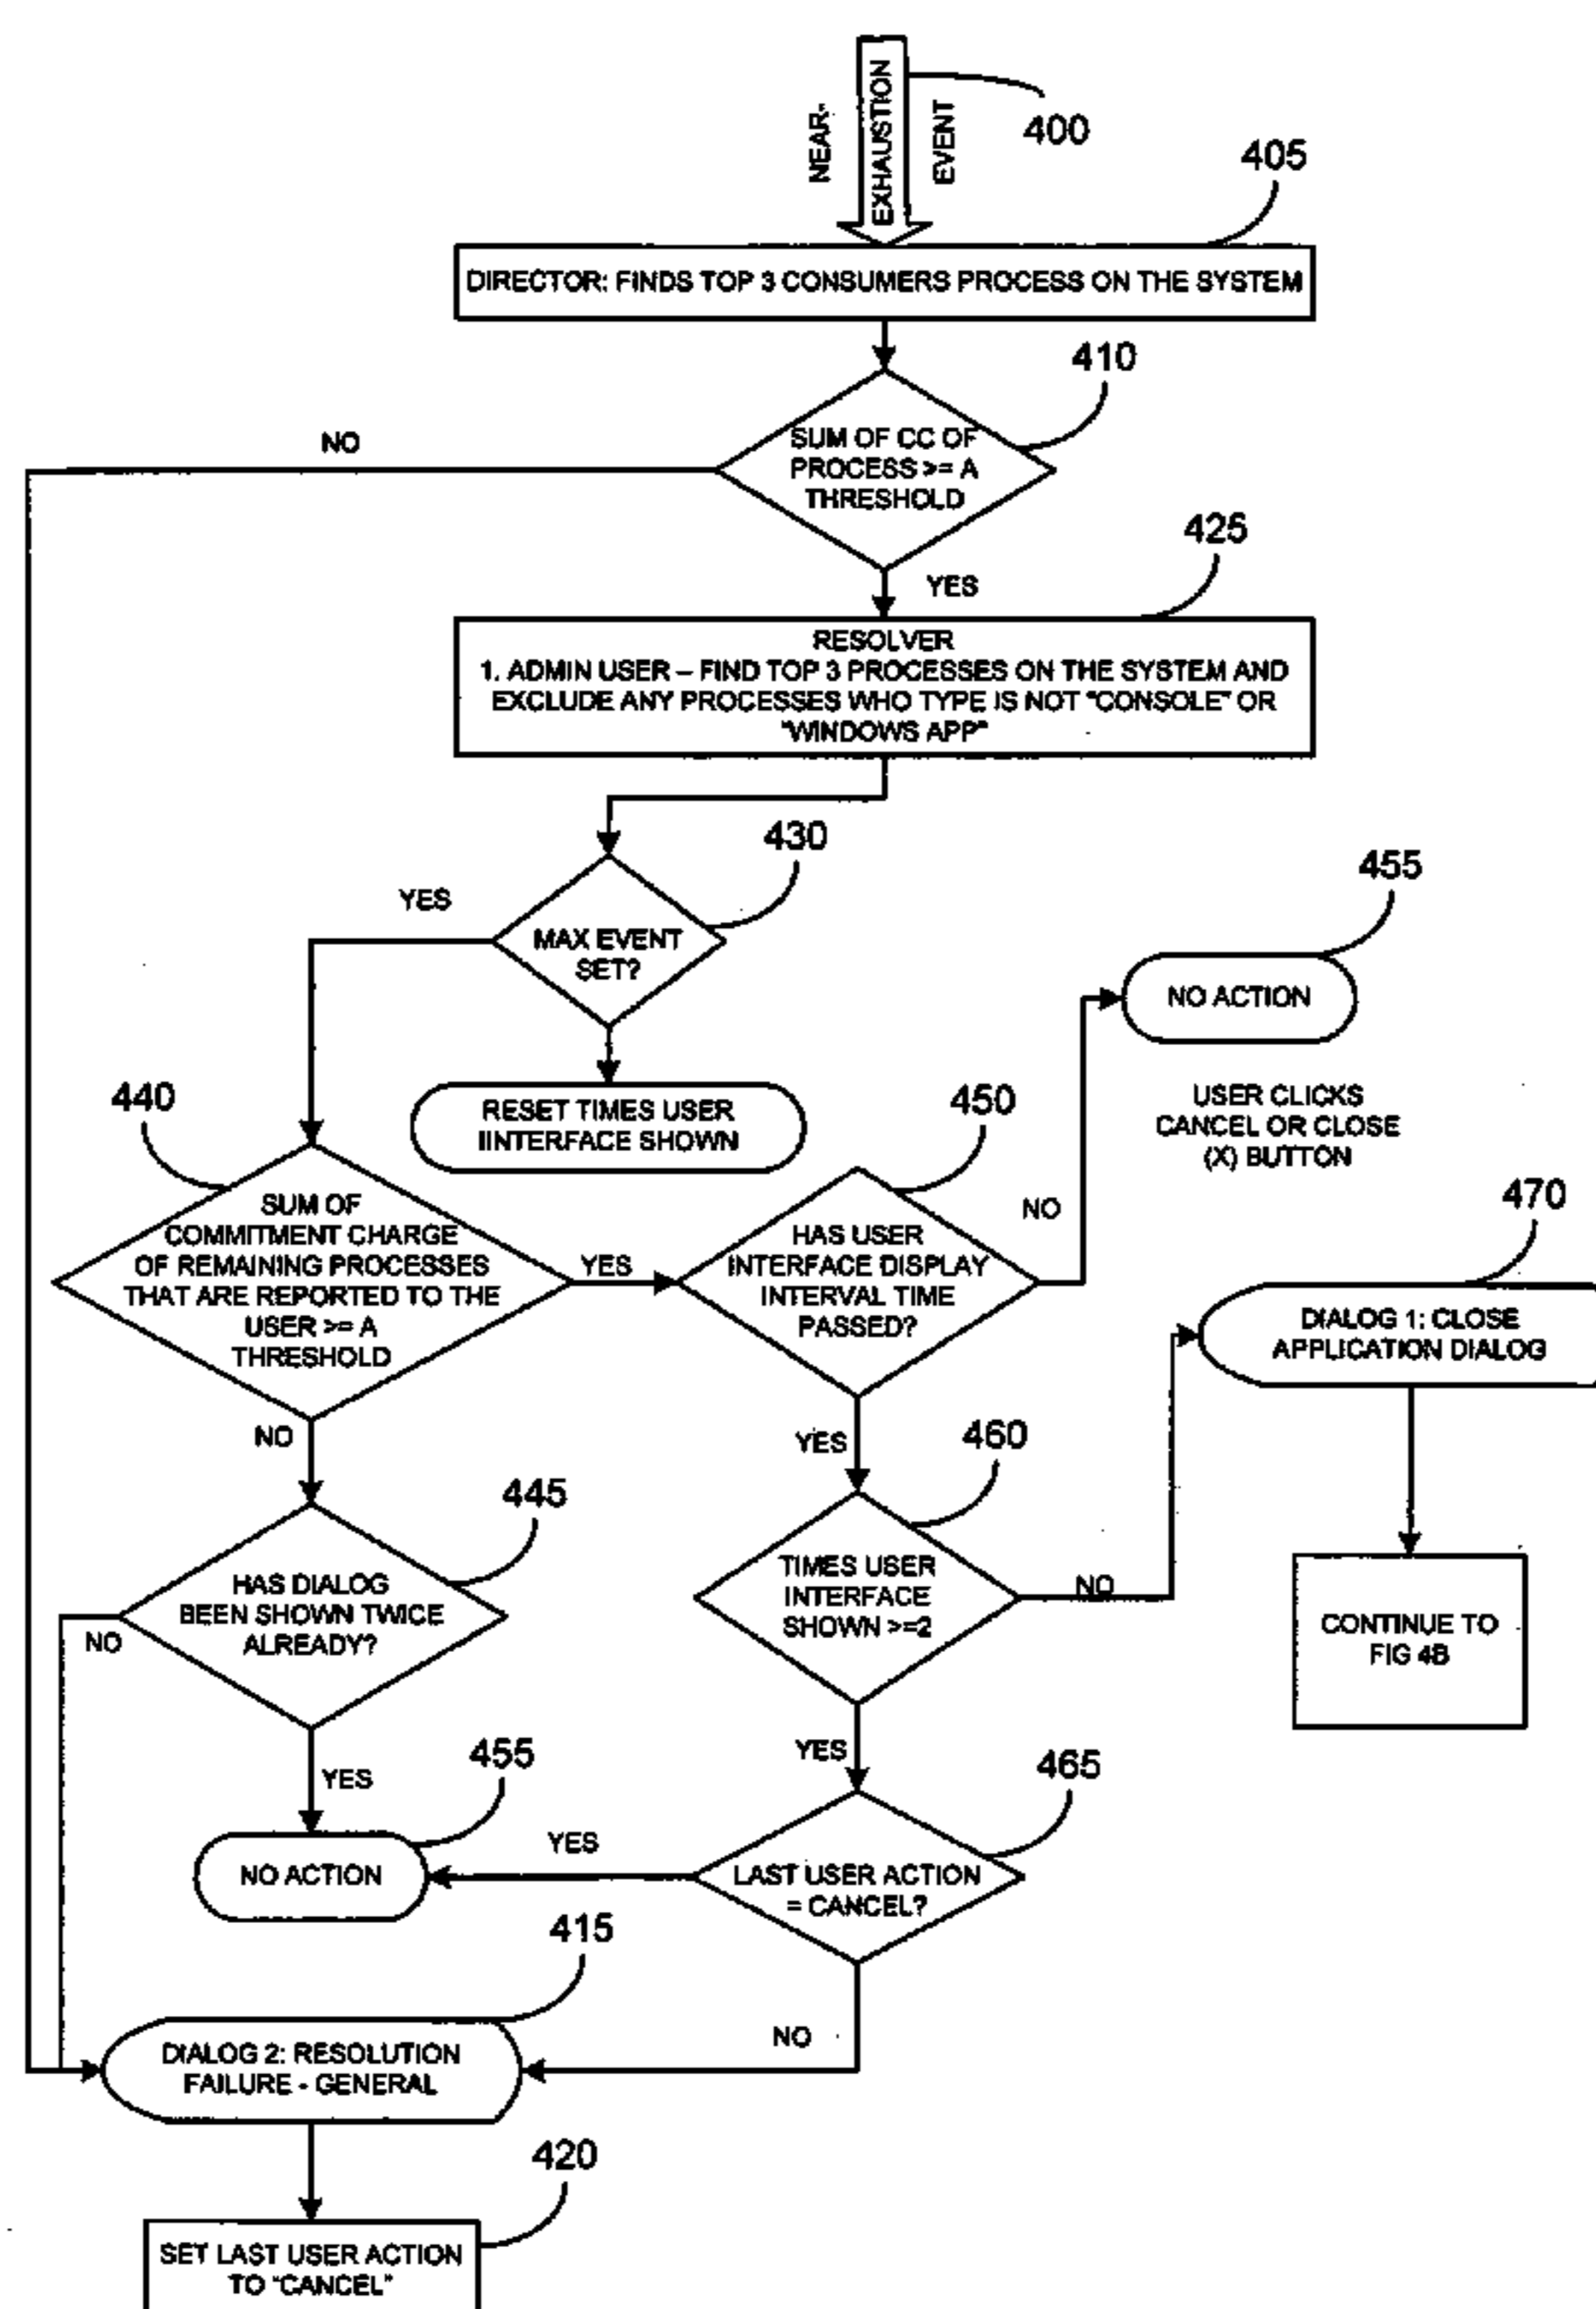 NEAR-
EXHAUSTION
EVENT
400
405
DIRECTOR: FINDS TOP 3 CONSUMERS PROCESS ON THE SYSTEM
410
SUM OF CC OF
PROCESS >= A
THRESHOLD
NO
YES
425
RESOLVER
1. ADMIN USER – FIND TOP 3 PROCESSES ON THE SYSTEM AND
EXCLUDE ANY PROCESSES WHO TYPE IS NOT "CONSOLE" OR
"WINDOWS APP"
430
YES
MAX EVENT
SET?
455
NO ACTION
RESET TIMES USER
IINTERFACE SHOWN
USER CLICKS
CANCEL OR CLOSE
(X) BUTTON
440
SUM OF
COMMITMENT CHARGE
OF REMAINING PROCESSES
THAT ARE REPORTED TO THE
USER >= A
THRESHOLD
YES
450
HAS USER
INTERFACE DISPLAY
INTERVAL TIME
PASSED?
NO
470
DIALOG 1: CLOSE
APPLICATION DIALOG
NO
YES
445
HAS DIALOG
BEEN SHOWN TWICE
ALREADY?
NO
460
TIMES USER
INTERFACE
SHOWN >=2
NO
CONTINUE TO
FIG 4B
YES
YES
455
NO ACTION
YES
465
LAST USER ACTION
= CANCEL?
415
DIALOG 2: RESOLUTION
FAILURE - GENERAL
NO
420
SET LAST USER ACTION
TO "CANCEL"